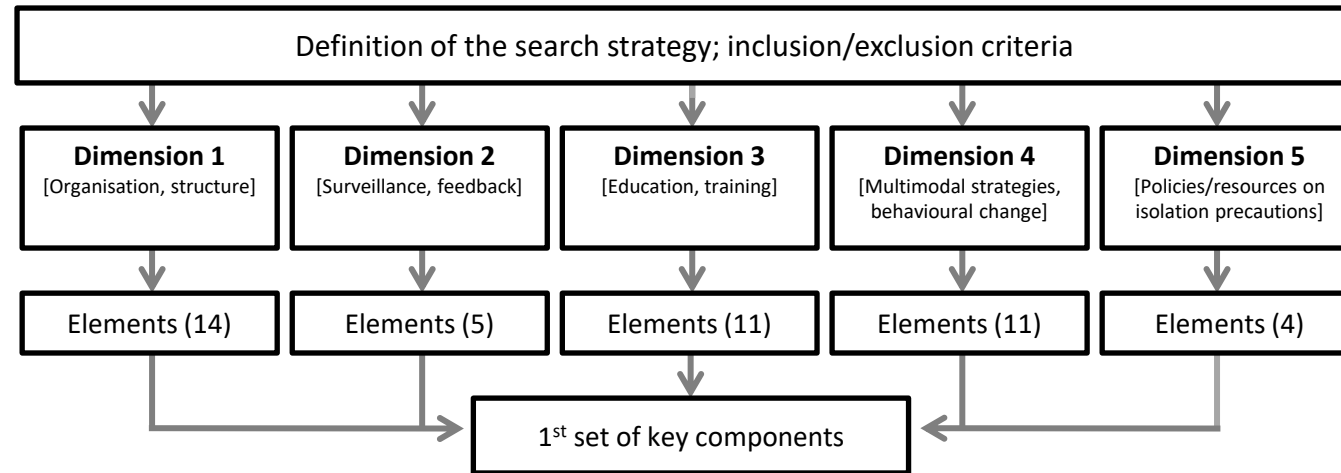 Definition of the search strategy; inclusion/exclusion criteria
Dimension 1
[Organisation, structure]
Dimension 2
[Surveillance, feedback]
Dimension 3
[Education, training]
Dimension 4
[Multimodal strategies,
behavioural change]
Dimension 5
[Policies/resources on
isolation precautions]
Elements (14)
Elements (5)
Elements (11)
Elements (11)
Elements (4)
1st set of key components